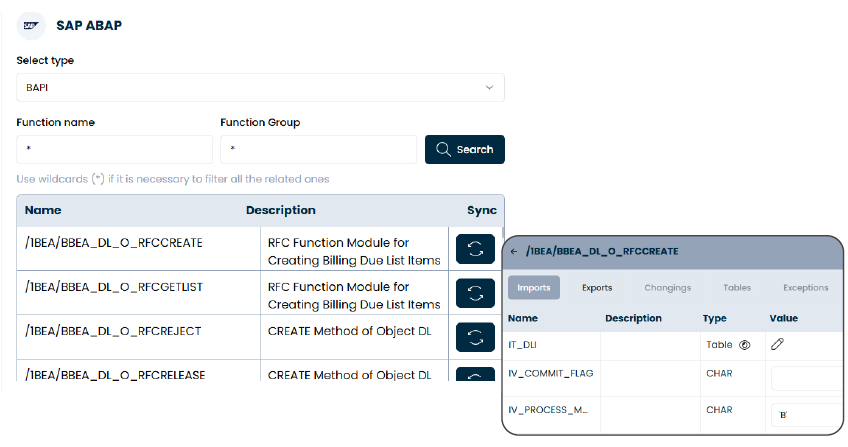 SAP SAP ABAP
Select type
BAPI
Function name Function Group
* * Search
Use wildcards (*) if it is necessary to filter all the related ones
Name Description Sync
/1BEA/BBEA_DL_O_RFCCREATE RFC Function Module for
Creating Billing Due List Items
/1BEA/BBEA_DL_O_RFCGETLIST RFC Function Module for
Creating Billing Due List Items
/1BEA/BBEA_DL_O_RFCREJECT CREATE Method of Object DL
/1BEA/BBEA_DL_O_RFCRELEASE CREATE Method of Object DL
/1BEA/BBEA_DL_O_RFCCREATE
Imports Exports Changings Tables Exceptions
Name Description Type Value
IT_DLI Table
IV_COMMIT_FLAG CHAR
IV_PROCESS_M... CHAR 'B'